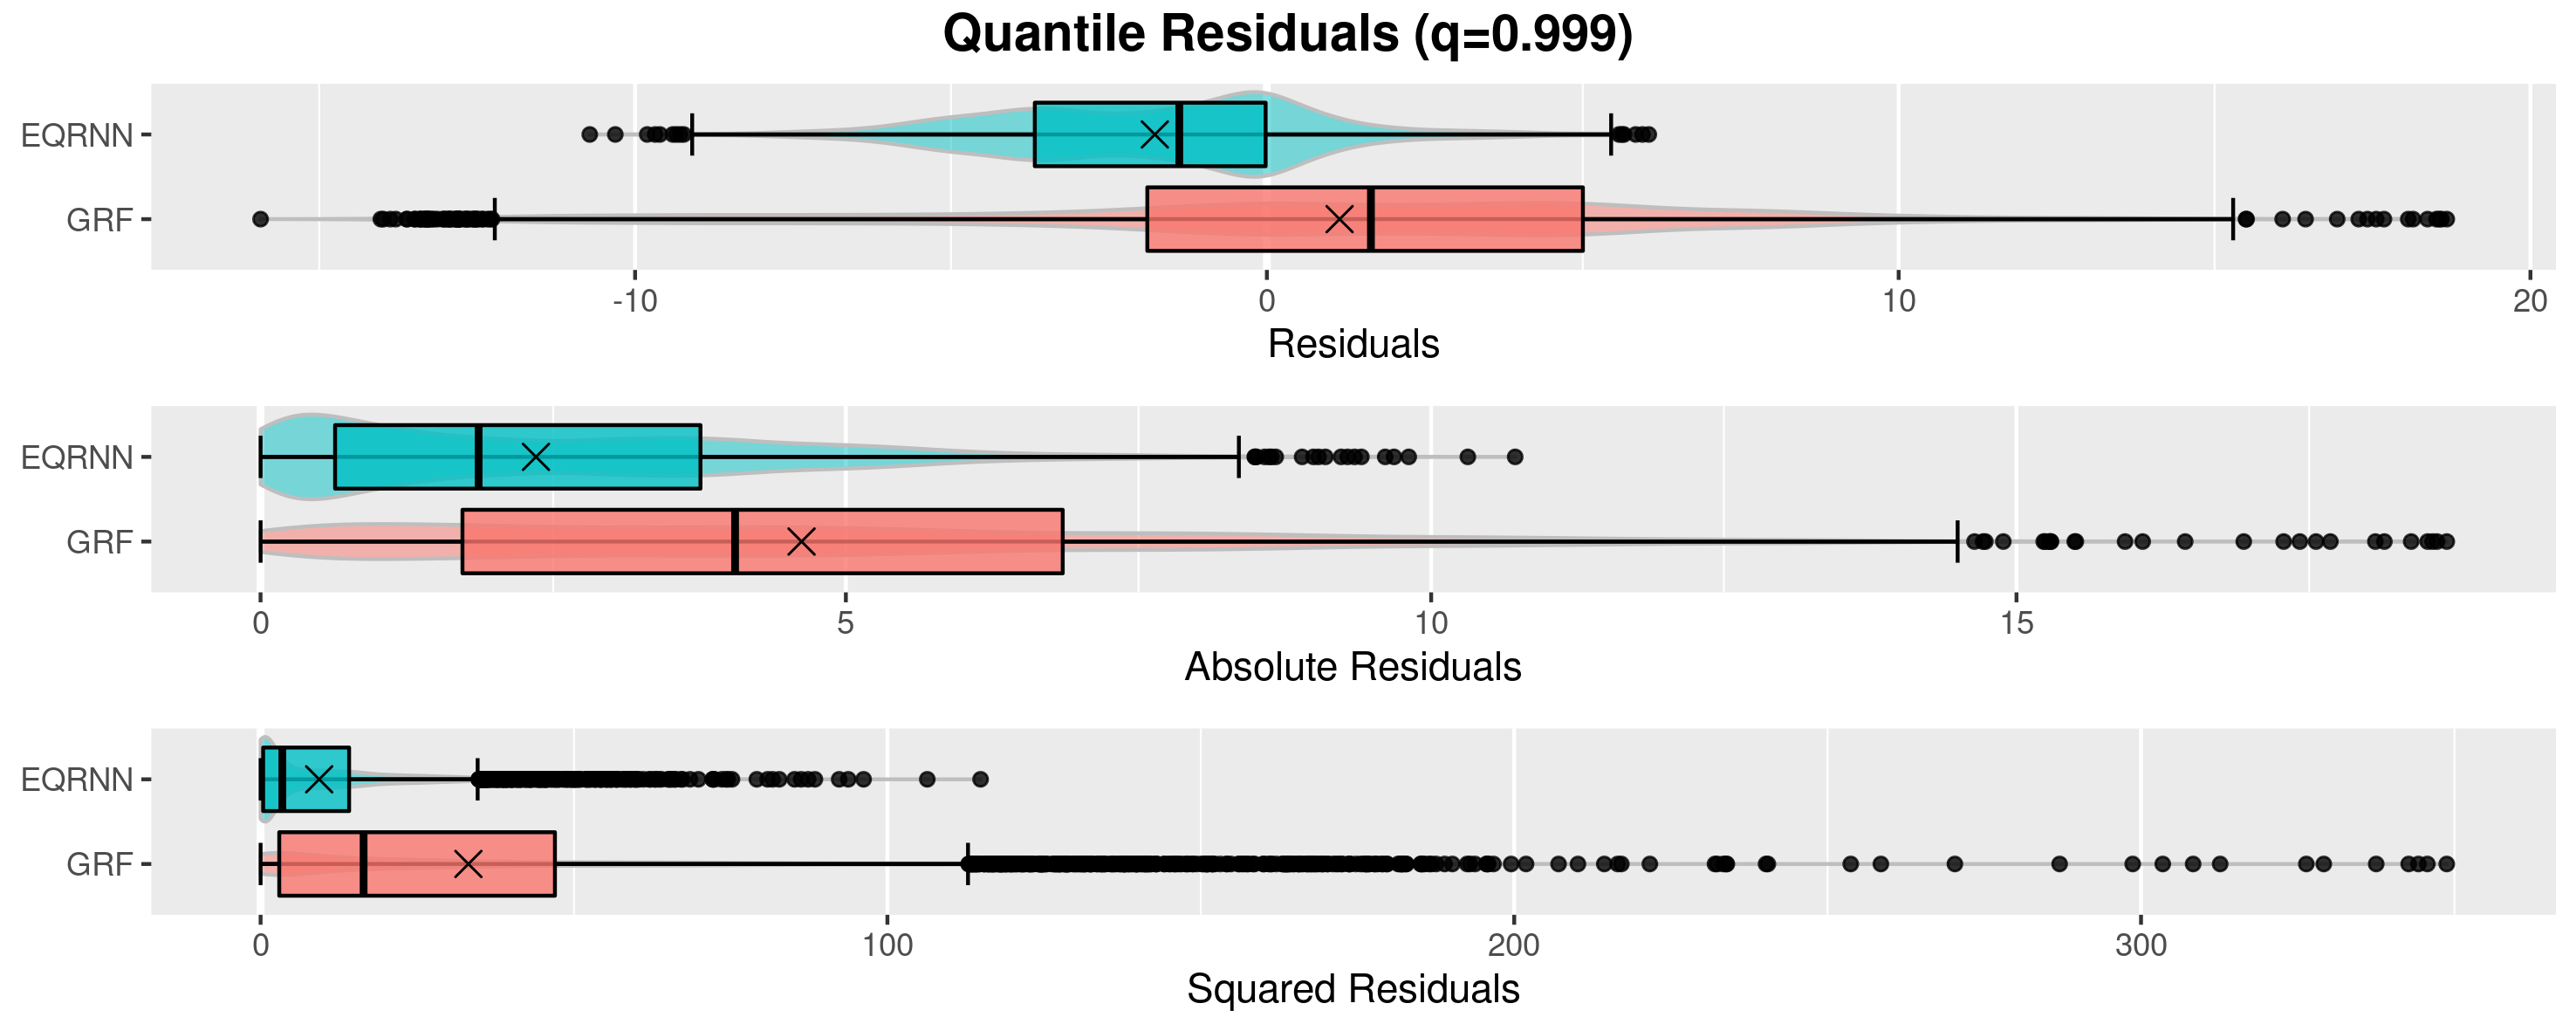 Quantile Residuals (q=0.999)
EQRNN
GRF
-10 0 10 20
Residuals
EQRNN
GRF
0 5 10 15
Absolute Residuals
EQRNN
GRF
0 100 200 300
Squared Residuals